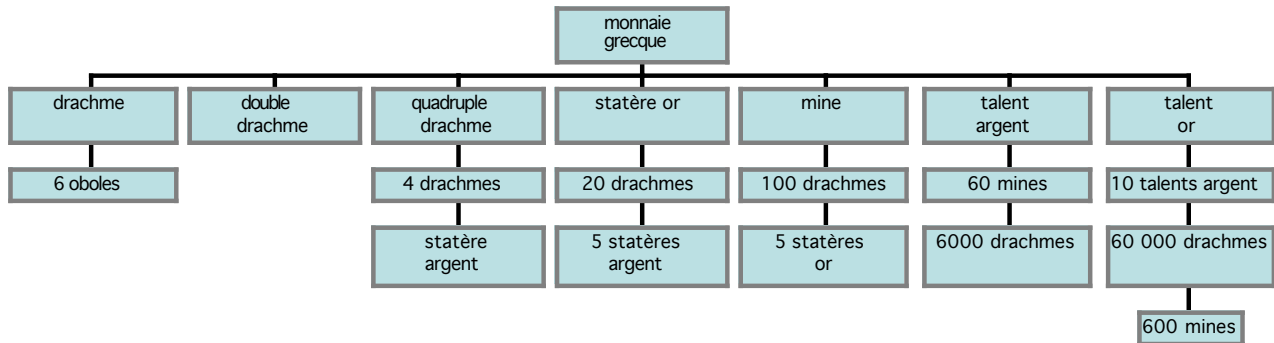 monnaie
grecque
drachme
double
drachme
quadruple
drachme
statère or
mine
talent
argent
talent
or
6 oboles
4 drachmes
20 drachmes
100 drachmes
60 mines
10 talents argent
statère
argent
5 statères
argent
5 statères
or
6000 drachmes
60 000 drachmes
600 mines